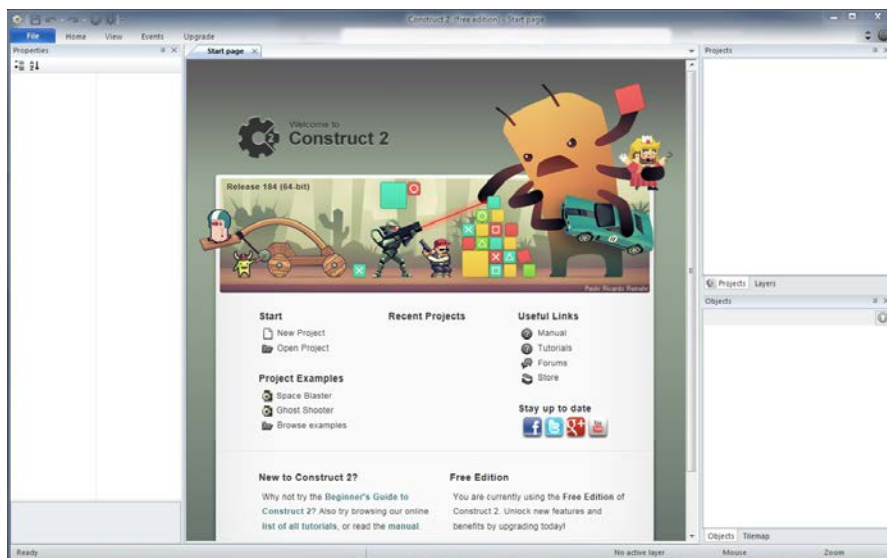 Construct 2 (free edition) - Start page
File Home View Events Upgrade
Properties
Start page
Projects
Welcome to
Construct 2
Release 184 (64-bit)
Projects Layers
Objects
Start
New Project
Open Project
Recent Projects
Useful Links
Manual
Tutorials
Forums
Store
Project Examples
Space Blaster
Ghost Shooter
Browse examples
Stay up to date
New to Construct 2?
Why not try the Beginner's Guide to
Construct 2? Also try browsing our online
list of all tutorials, or read the manual.
Free Edition
You are currently using the Free Edition of
Construct 2. Unlock new features and
benefits by upgrading today!
Objects Tilemap
Ready No active layer Mouse Zoom